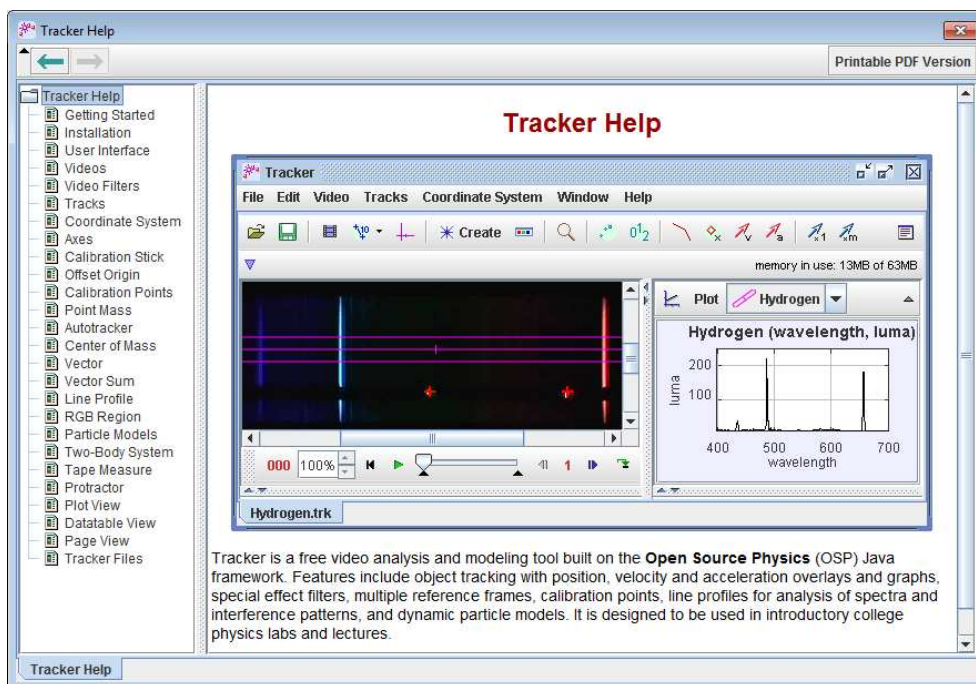 Tracker Help
Printable PDF Version
Tracker Help
Getting Started
Installation
User Interface
Videos
Video Filters
Tracks
Coordinate System
Axes
Calibration Stick
Offset Origin
Calibration Points
Point Mass
Autotracker
Center of Mass
Vector
Vector Sum
Line Profile
RGB Region
Particle Models
Two-Body System
Tape Measure
Protractor
Plot View
Datatable View
Page View
Tracker Files
Tracker Help
Tracker
File Edit Video Tracks Coordinate System Window Help
10 Create 0¹2 x v a x1 xm
memory in use: 13MB of 63MB
Plot Hydrogen
Hydrogen (wavelength, luma)
luma
200
100
400 500 600 700
wavelength
000 100% 1
Hydrogen.trk
Tracker is a free video analysis and modeling tool built on the Open Source Physics (OSP) Java
framework. Features include object tracking with position, velocity and acceleration overlays and graphs,
special effect filters, multiple reference frames, calibration points, line profiles for analysis of spectra and
interference patterns, and dynamic particle models. It is designed to be used in introductory college
physics labs and lectures.
Tracker Help